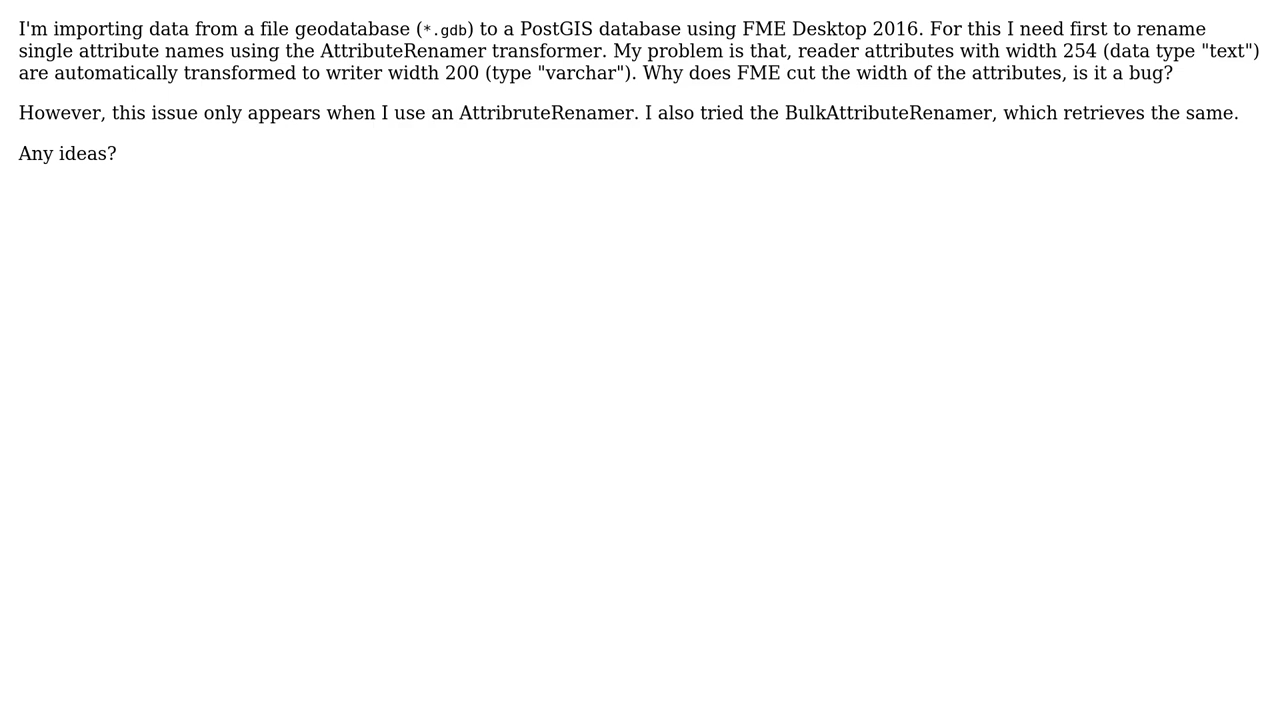 I'm importing data from a file geodatabase (*.gdb) to a PostGIS database using FME Desktop 2016. For this I need first to rename
single attribute names using the AttributeRenamer transformer. My problem is that, reader attributes with width 254 (data type "text")
are automatically transformed to writer width 200 (type "varchar"). Why does FME cut the width of the attributes, is it a bug?
However, this issue only appears when I use an AttribruteRenamer. I also tried the BulkAttributeRenamer, which retrieves the same.
Any ideas?